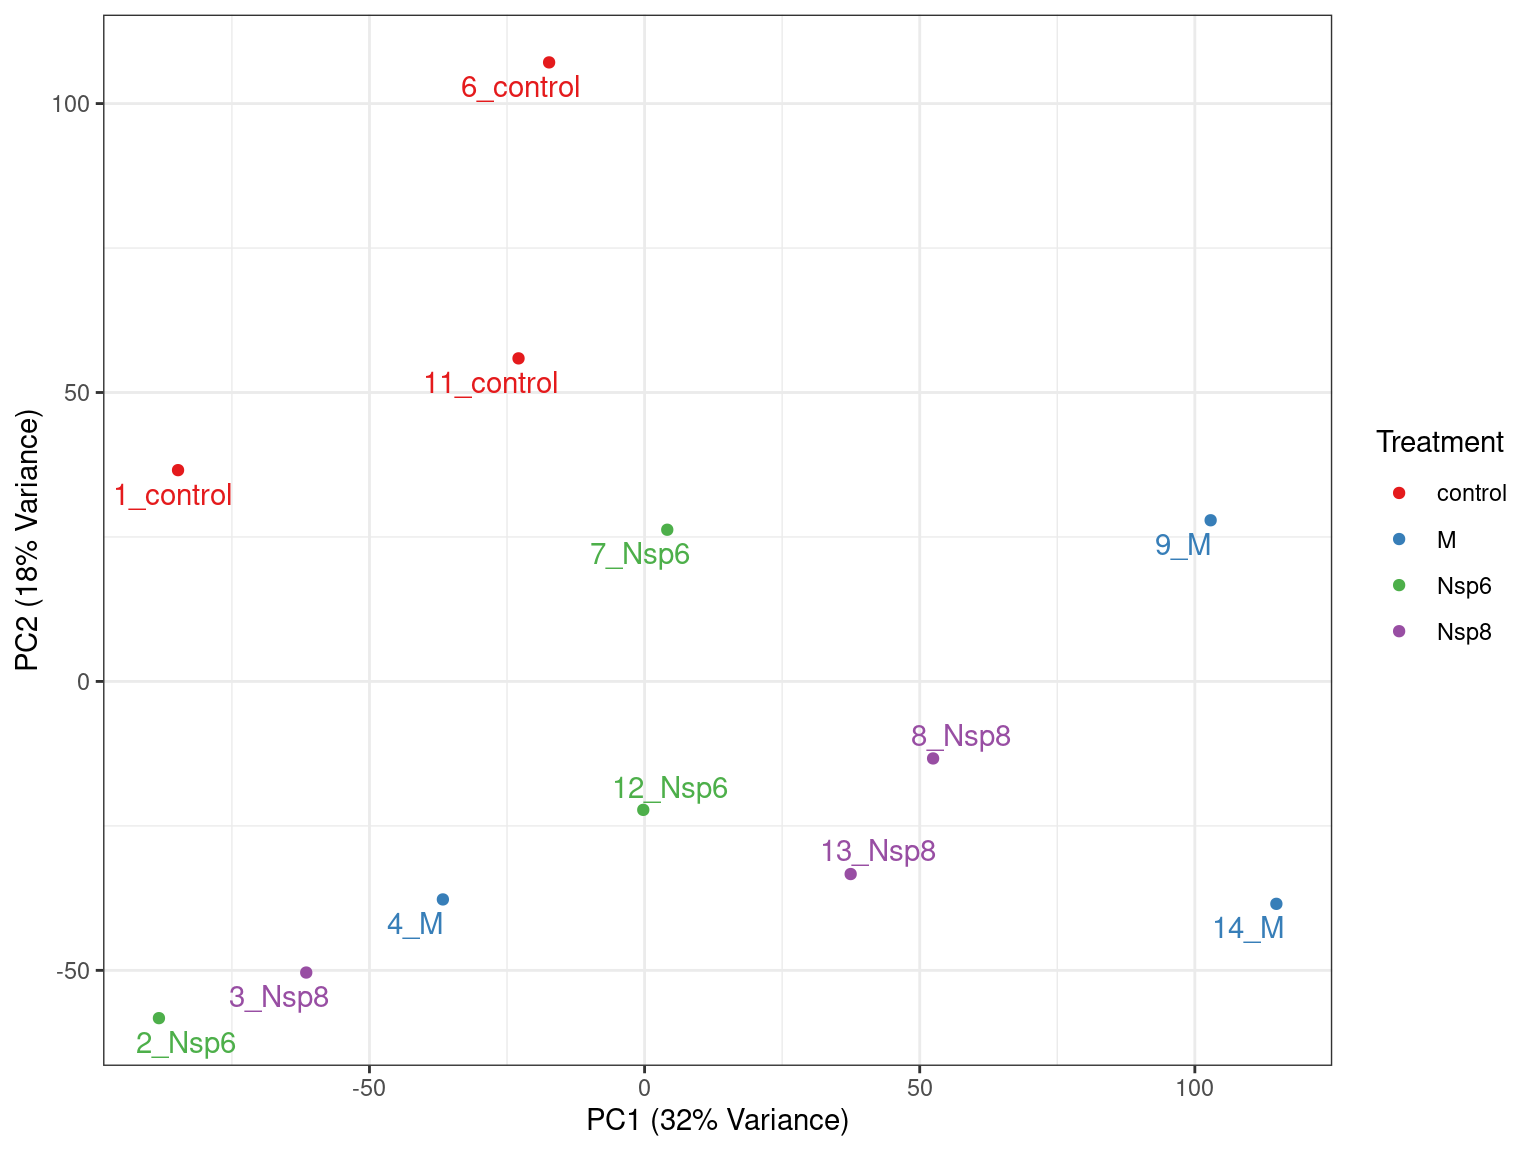 6_control
100
11_control
50
1_control
7_Nsp6
9_M
PC2 (18% Variance)
0
8_Nsp8
12_Nsp6
13_Nsp8
4_M
14_M
-50
3_Nsp8
2_Nsp6
-50
0
50
100
PC1 (32% Variance)
Treatment
control
M
Nsp6
Nsp8